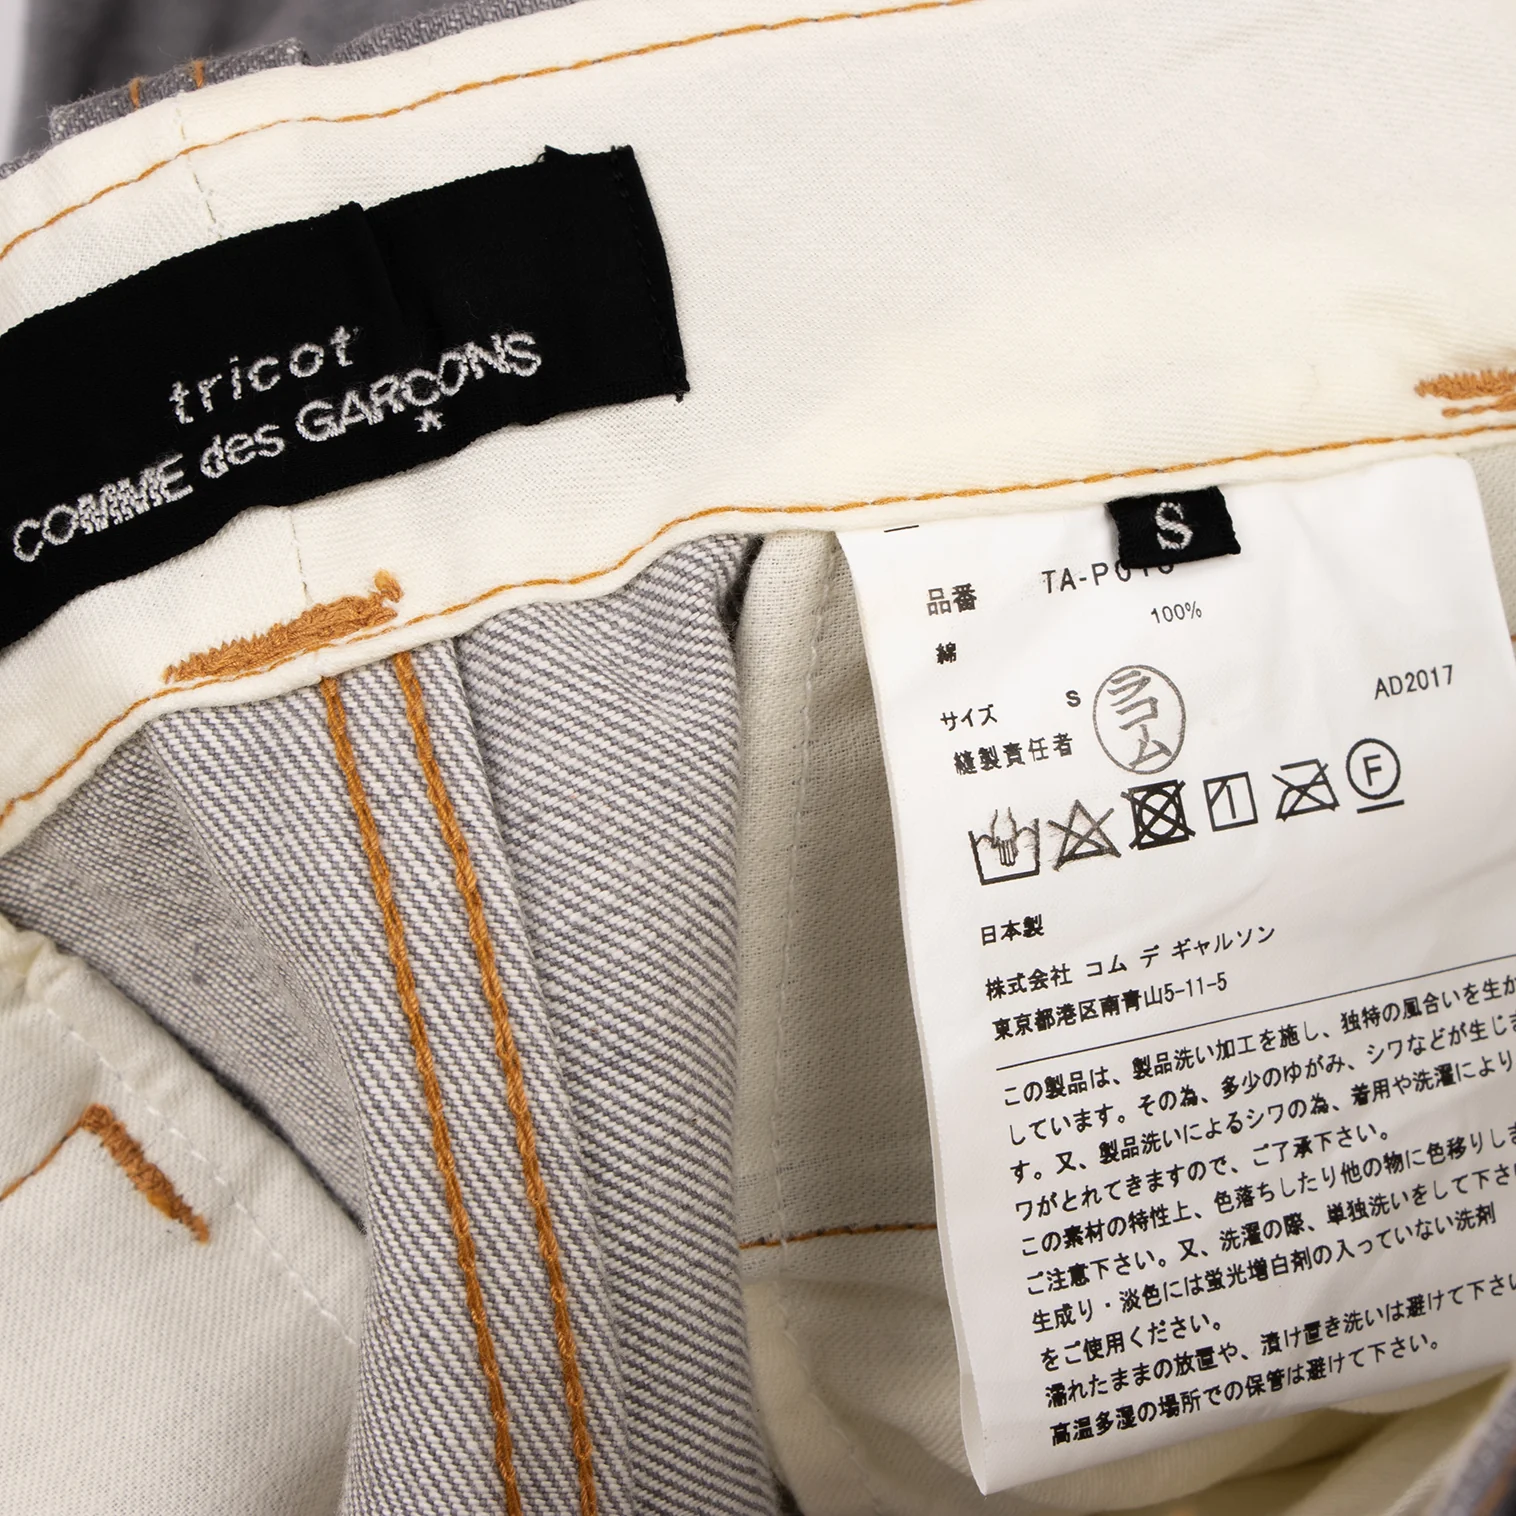 tricot
COMME des GARÇONS
S
品番 TA-P
100%
綿
サイズ S
AD2017
縫製責任者
コム
F
日本製
株式会社 コム デ ギャルソン
東京都港区南青山5-11-5
この製品は、製品洗い加工を施し、独特の風合いを生か
しています。その為、多少のゆがみ、シワなどが生じま
す。又、製品洗いによるシワの為、着用や洗濯により
ワがとれてきますので、ご了承下さい。
この素材の特性上、色落ちしたり他の物に色移りしま
ご注意下さい。又、洗濯の際、単独洗いをして下さ
生成り・淡色には蛍光増白剤の入っていない洗剤
をご使用ください。
濡れたままの放置や、漬け置き洗いは避けて下さい
高温多湿の場所での保管は避けて下さい。